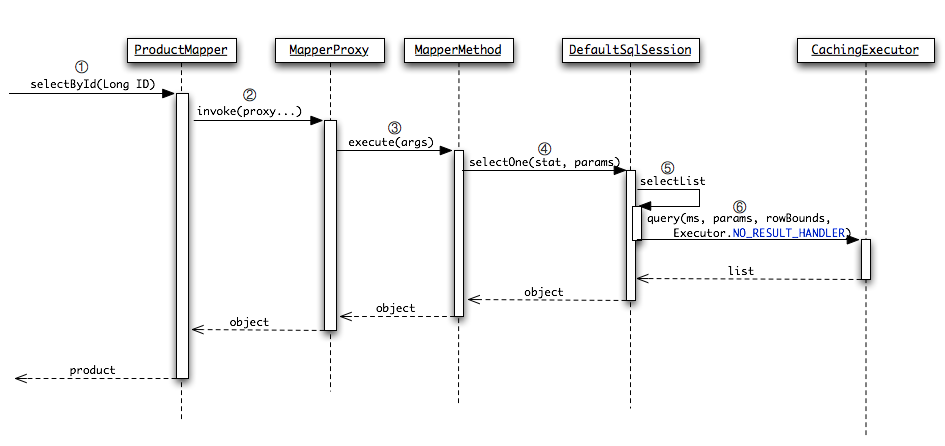 ProductMapper
MapperProxy
MapperMethod
DefaultSqlSession
CachingExecutor
①
selectById(Long ID)
②
invoke(proxy...)
③
execute(args)
④
selectOne(stat, params)
⑤
selectList
⑥
query(ms, params, rowBounds,
Executor.NO_RESULT_HANDLER)
list
object
object
object
product